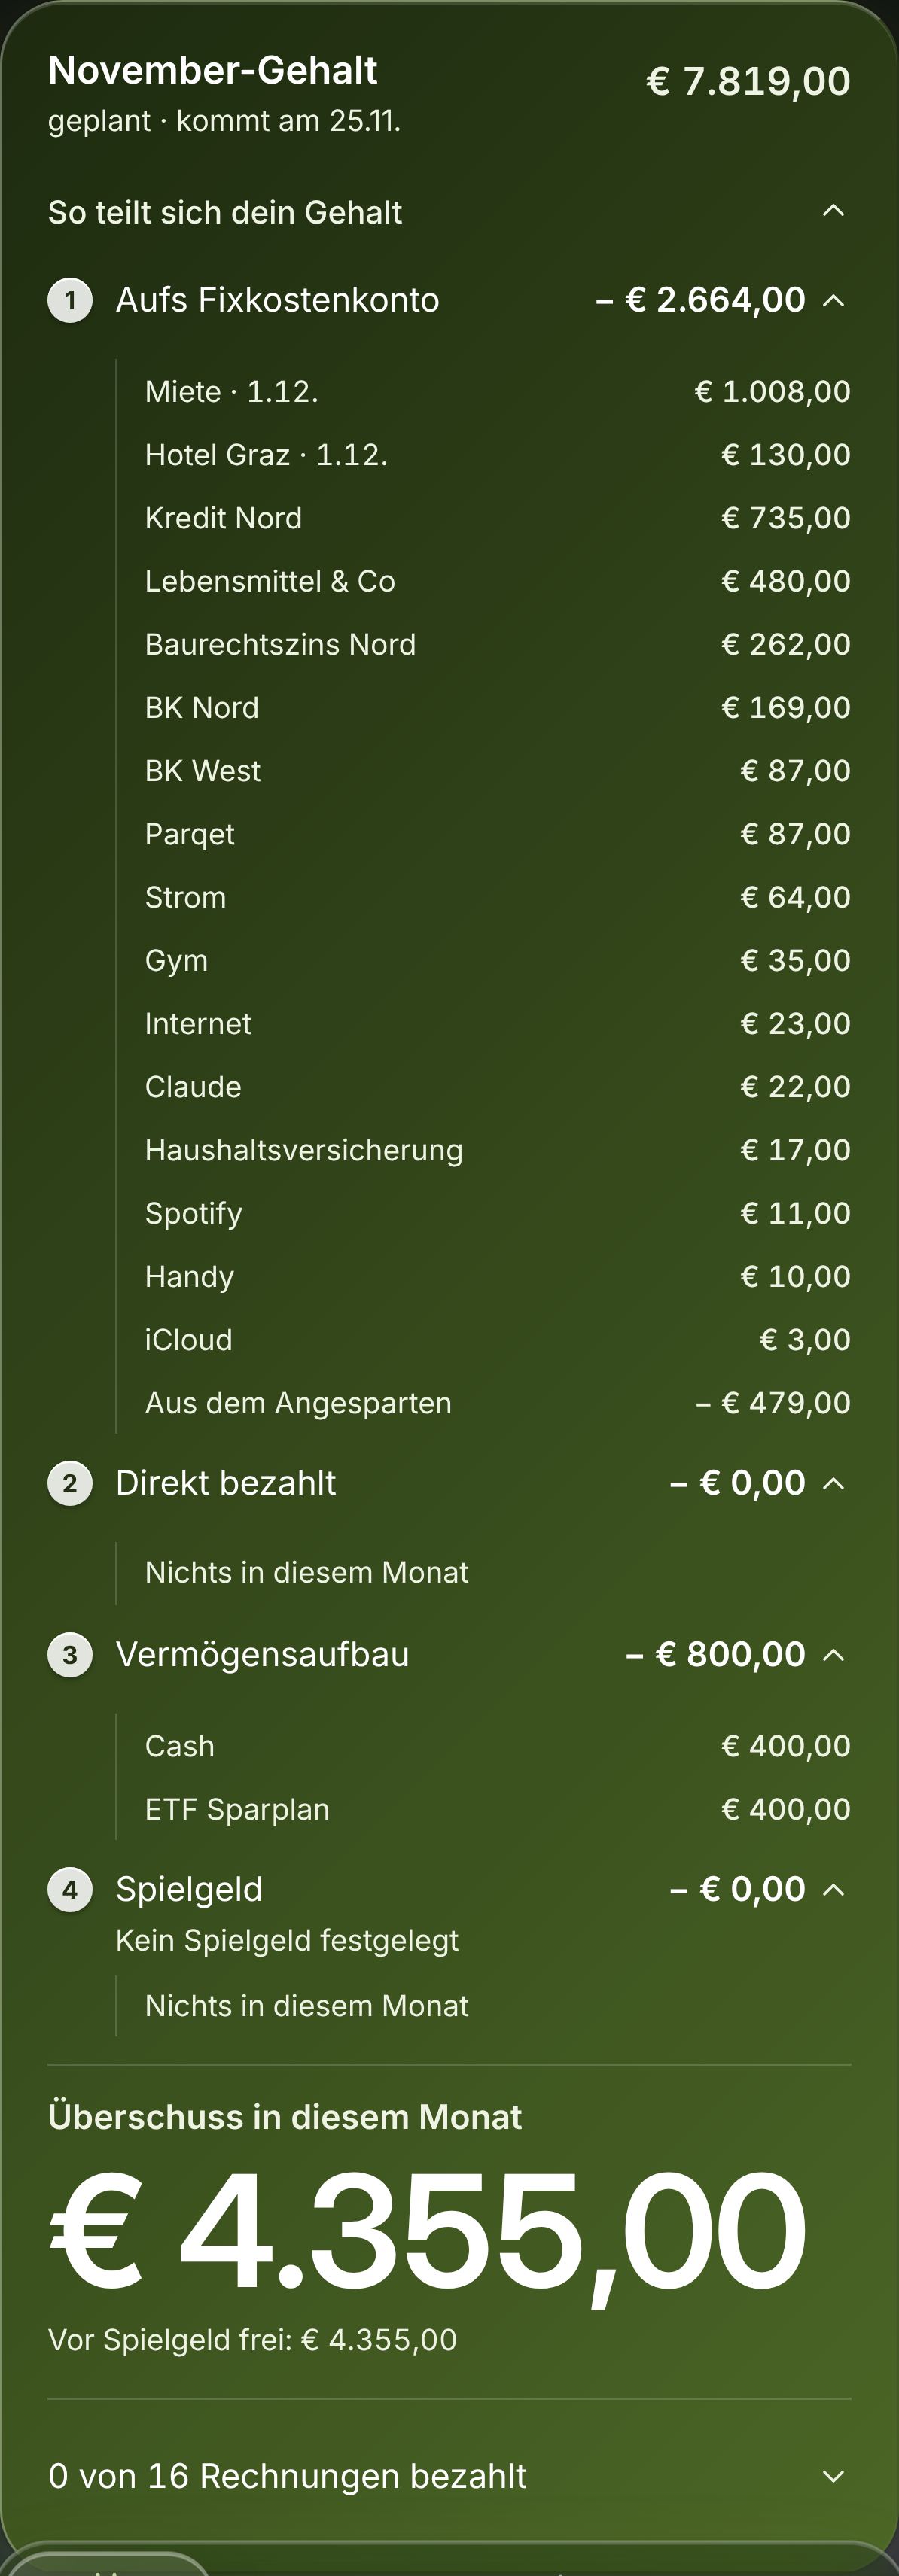 November-Gehalt
€ 7.819,00
geplant · kommt am 25.11.
So teilt sich dein Gehalt
1 Aufs Fixkostenkonto – € 2.664,00
Miete · 1.12. € 1.008,00
Hotel Graz · 1.12. € 130,00
Kredit Nord € 735,00
Lebensmittel & Co € 480,00
Baurechtszins Nord € 262,00
BK Nord € 169,00
BK West € 87,00
Parqet € 87,00
Strom € 64,00
Gym € 35,00
Internet € 23,00
Claude € 22,00
Haushaltsversicherung € 17,00
Spotify € 11,00
Handy € 10,00
iCloud € 3,00
Aus dem Angesparten – € 479,00
2 Direkt bezahlt – € 0,00
Nichts in diesem Monat
3 Vermögensaufbau – € 800,00
Cash € 400,00
ETF Sparplan € 400,00
4 Spielgeld – € 0,00
Kein Spielgeld festgelegt
Nichts in diesem Monat
Überschuss in diesem Monat
€ 4.355,00
Vor Spielgeld frei: € 4.355,00
0 von 16 Rechnungen bezahlt